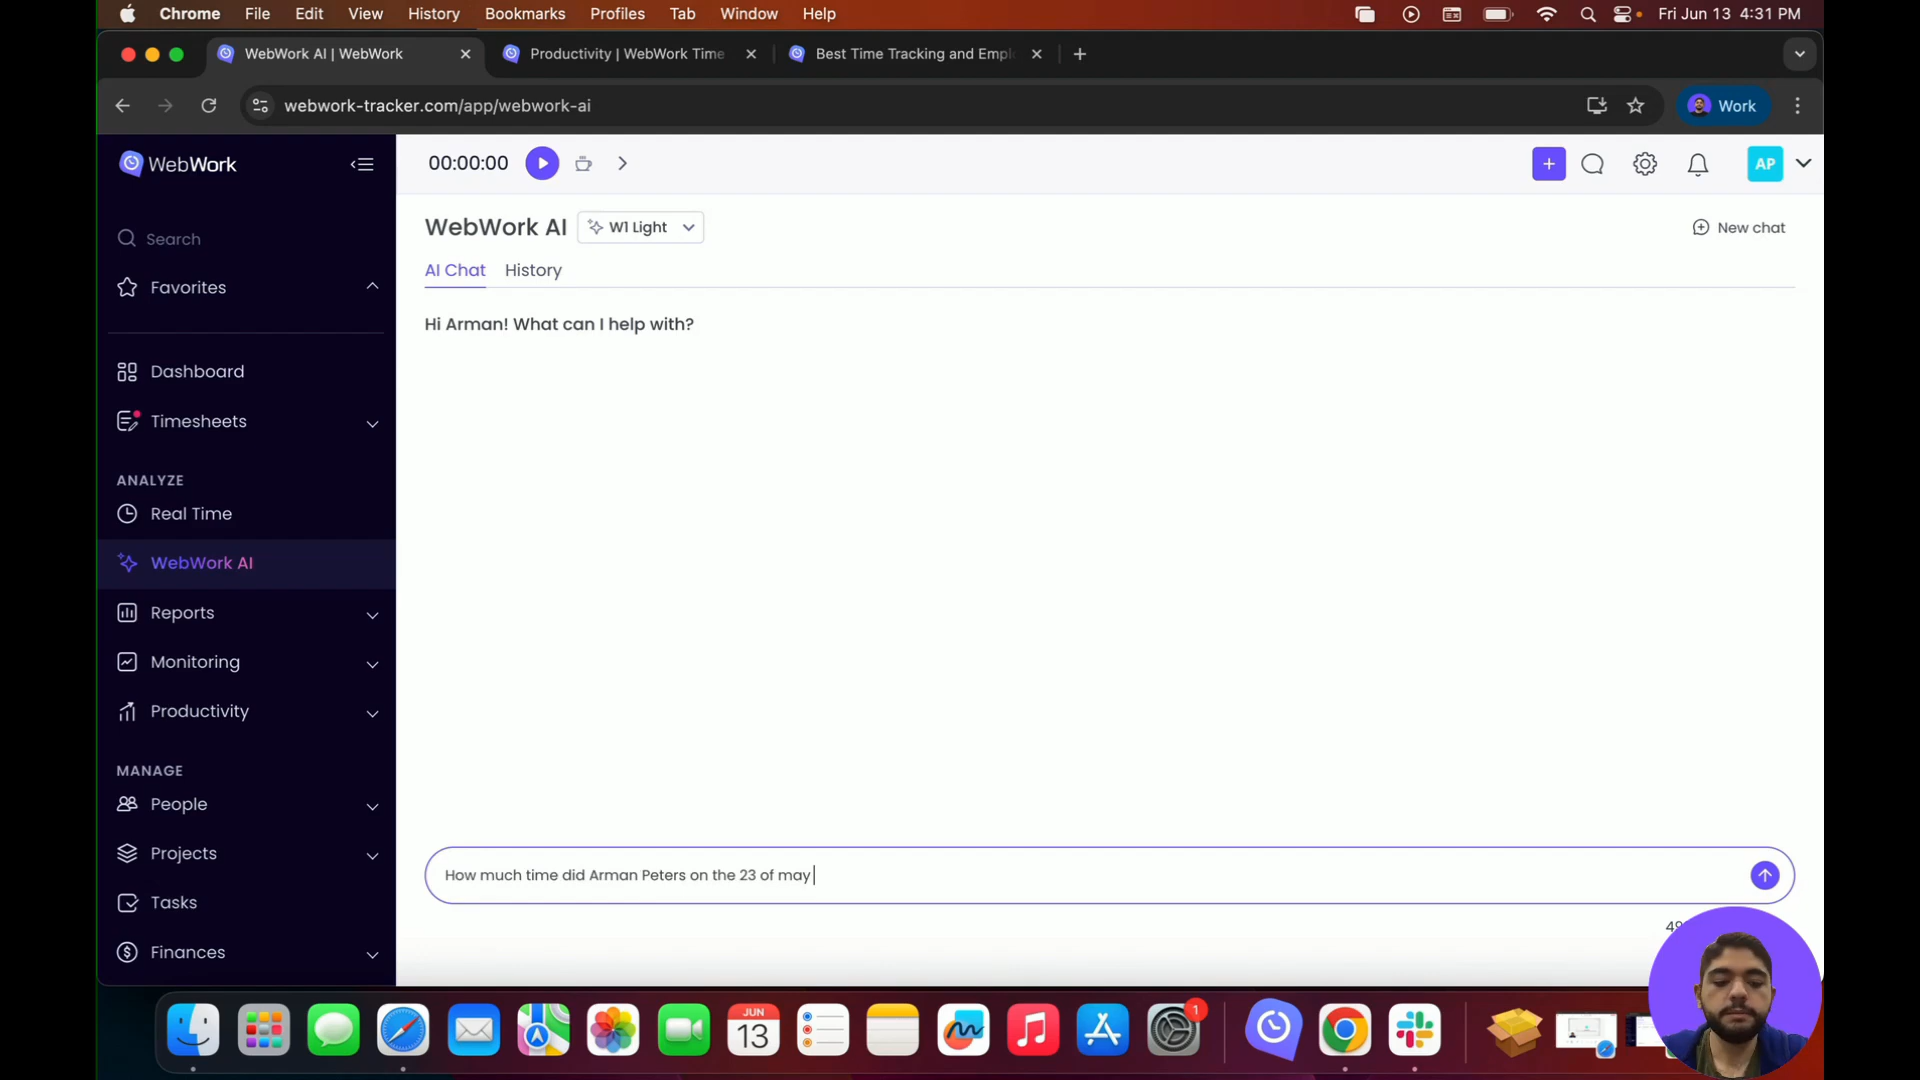 Chrome File Edit View History Bookmarks Profiles Tab Window Help Fri Jun 13 4:31 PM
WebWork AI | WebWork
Productivity | WebWork Time
Best Time Tracking and Empl
webwork-tracker.com/app/webwork-ai
Work
WebWork
00:00:00
AP
Search
WebWork AI
W1 Light
New chat
AI Chat History
Favorites
Hi Arman! What can I help with?
Dashboard
Timesheets
ANALYZE
Real Time
WebWork AI
Reports
Monitoring
Productivity
MANAGE
People
Projects
Tasks
Finances
How much time did Arman Peters on the 23 of may
JUN
13
1